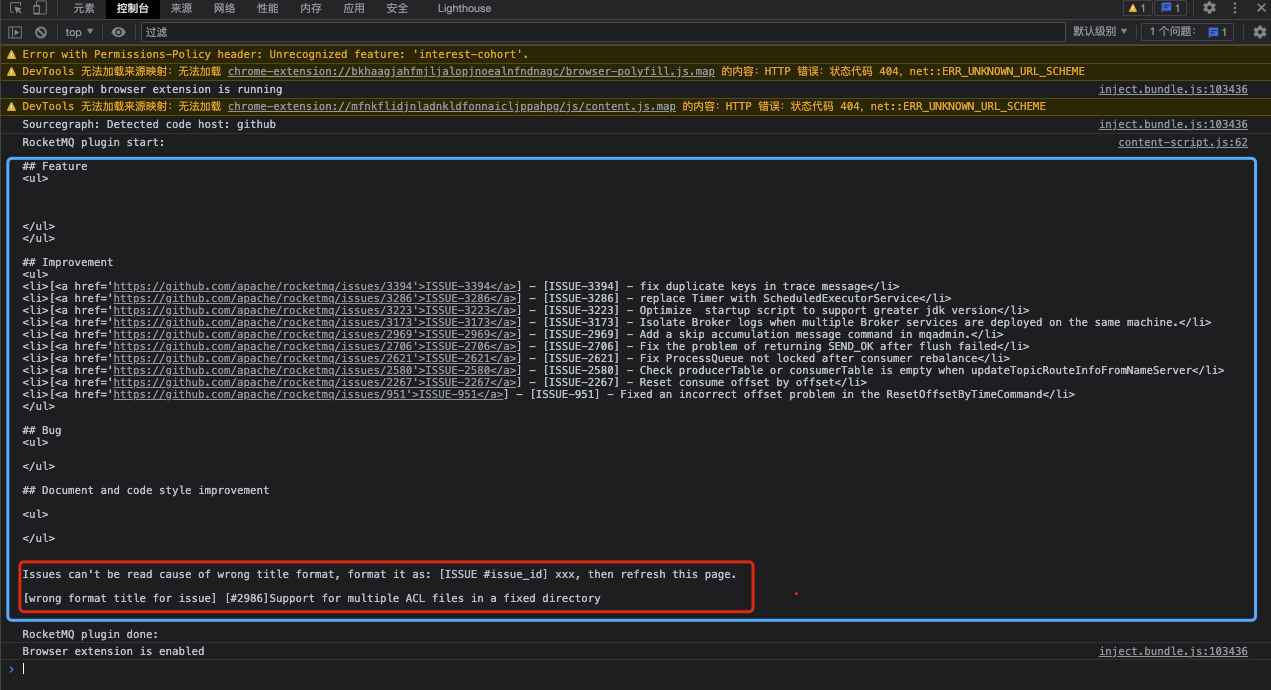 元素 控制台 来源 网络 性能 内存 应用 安全 Lighthouse 1 1
top 过滤 默认级别 1 个问题: 1
Error with Permissions-Policy header: Unrecognized feature: 'interest-cohort'.
DevTools 无法加载来源映射: 无法加载 chrome-extension://bkhaagjahfmjljalopjnoealnfndnagc/browser-polyfill.js.map 的内容: HTTP 错误: 状态代码 404, net::ERR_UNKNOWN_URL_SCHEME
Sourcegraph browser extension is running inject.bundle.js:103436
DevTools 无法加载来源映射: 无法加载 chrome-extension://mfnkflidjnladnkldfonnaicljppahpg/js/content.js.map 的内容: HTTP 错误: 状态代码 404, net::ERR_UNKNOWN_URL_SCHEME
Sourcegraph: Detected code host: github inject.bundle.js:103436
RocketMQ plugin start: content-script.js:62
## Feature
<ul>
</ul>
</ul>
## Improvement
<ul>
<li>[<a href='https://github.com/apache/rocketmq/issues/3394'>ISSUE-3394</a>] - [ISSUE-3394] - fix duplicate keys in trace message</li>
<li>[<a href='https://github.com/apache/rocketmq/issues/3286'>ISSUE-3286</a>] - [ISSUE-3286] - replace Timer with ScheduledExecutorService</li>
<li>[<a href='https://github.com/apache/rocketmq/issues/3223'>ISSUE-3223</a>] - [ISSUE-3223] - Optimize  startup script to support greater jdk version</li>
<li>[<a href='https://github.com/apache/rocketmq/issues/3173'>ISSUE-3173</a>] - [ISSUE-3173] - Isolate Broker logs when multiple Broker services are deployed on the same machine.</li>
<li>[<a href='https://github.com/apache/rocketmq/issues/2969'>ISSUE-2969</a>] - [ISSUE-2969] - Add a skip accumulation message command in mqadmin.</li>
<li>[<a href='https://github.com/apache/rocketmq/issues/2706'>ISSUE-2706</a>] - [ISSUE-2706] - Fix the problem of returning SEND_OK after flush failed</li>
<li>[<a href='https://github.com/apache/rocketmq/issues/2621'>ISSUE-2621</a>] - [ISSUE-2621] - Fix ProcessQueue not locked after consumer rebalance</li>
<li>[<a href='https://github.com/apache/rocketmq/issues/2580'>ISSUE-2580</a>] - [ISSUE-2580] - Check producerTable or consumerTable is empty when updateTopicRouteInfoFromNameServer</li>
<li>[<a href='https://github.com/apache/rocketmq/issues/2267'>ISSUE-2267</a>] - [ISSUE-2267] - Reset consume offset by offset</li>
<li>[<a href='https://github.com/apache/rocketmq/issues/951'>ISSUE-951</a>] - [ISSUE-951] - Fixed an incorrect offset problem in the ResetOffsetByTimeCommand</li>
</ul>
## Bug
<ul>
</ul>
## Document and code style improvement
<ul>
</ul>
Issues can't be read cause of wrong title format, format it as: [ISSUE #issue_id] xxx, then refresh this page.
[wrong format title for issue] [#2986]Support for multiple ACL files in a fixed directory
RocketMQ plugin done:
Browser extension is enabled inject.bundle.js:103436